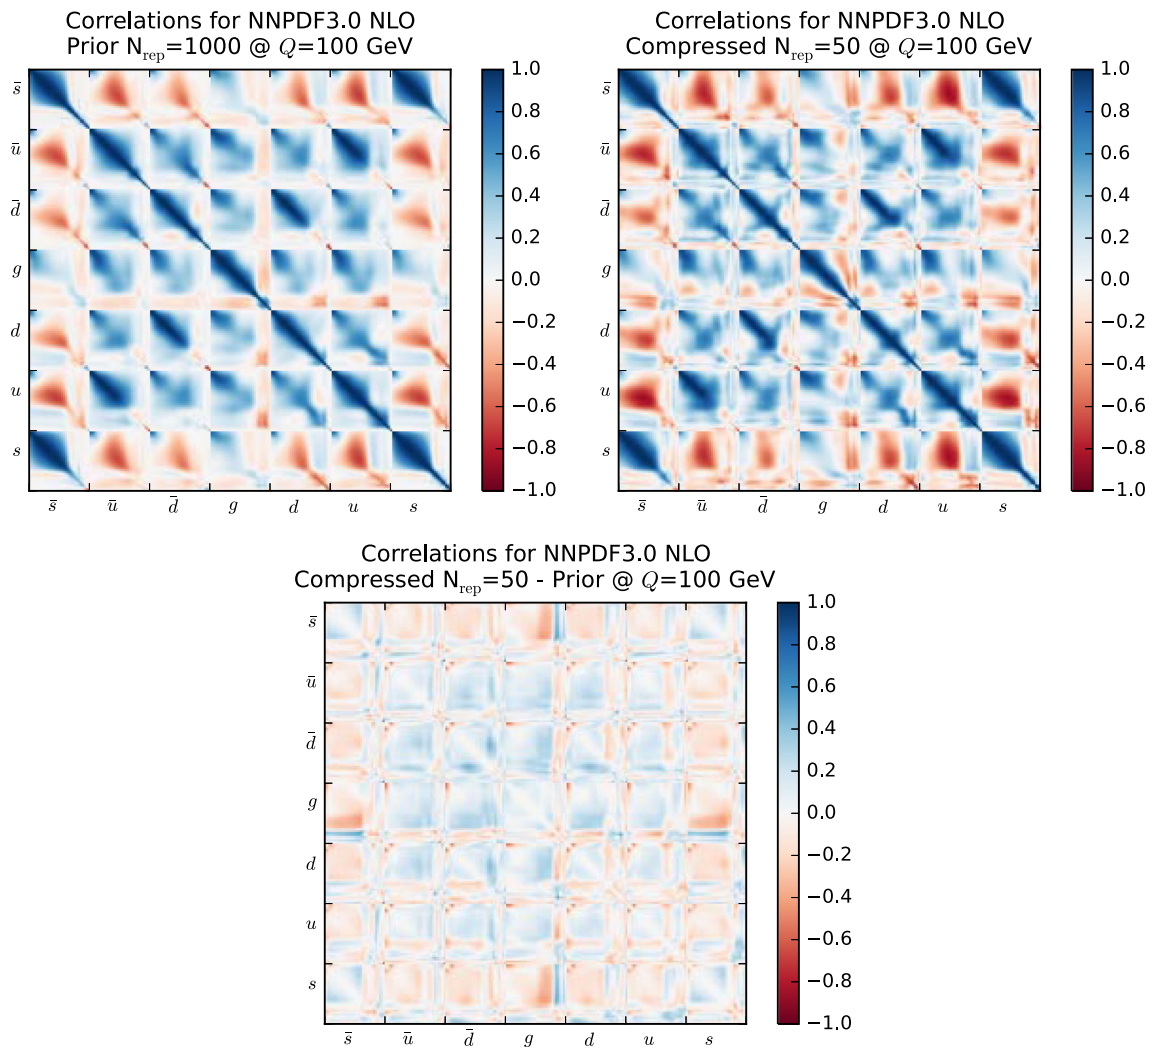 Correlations for NNPDF3.0 NLO
Prior N_rep=1000 @ Q=100 GeV
s̄
ū
d̄
g
d
u
s
s̄ ū d̄ g d u s
1.0
0.8
0.6
0.4
0.2
0.0
−0.2
−0.4
−0.6
−0.8
−1.0
Correlations for NNPDF3.0 NLO
Compressed N_rep=50 @ Q=100 GeV
s̄
ū
d̄
g
d
u
s
s̄ ū d̄ g d u s
1.0
0.8
0.6
0.4
0.2
0.0
−0.2
−0.4
−0.6
−0.8
−1.0
Correlations for NNPDF3.0 NLO
Compressed N_rep=50 - Prior @ Q=100 GeV
s̄
ū
d̄
g
d
u
s
s̄ ū d̄ g d u s
1.0
0.8
0.6
0.4
0.2
0.0
−0.2
−0.4
−0.6
−0.8
−1.0